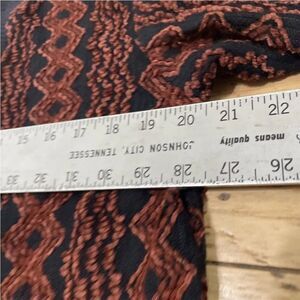 15 16 17 18 19 20 21 22
JOHNSON CITY, TENNESSEE
means quality
33 32 31 30 29 28 27 26